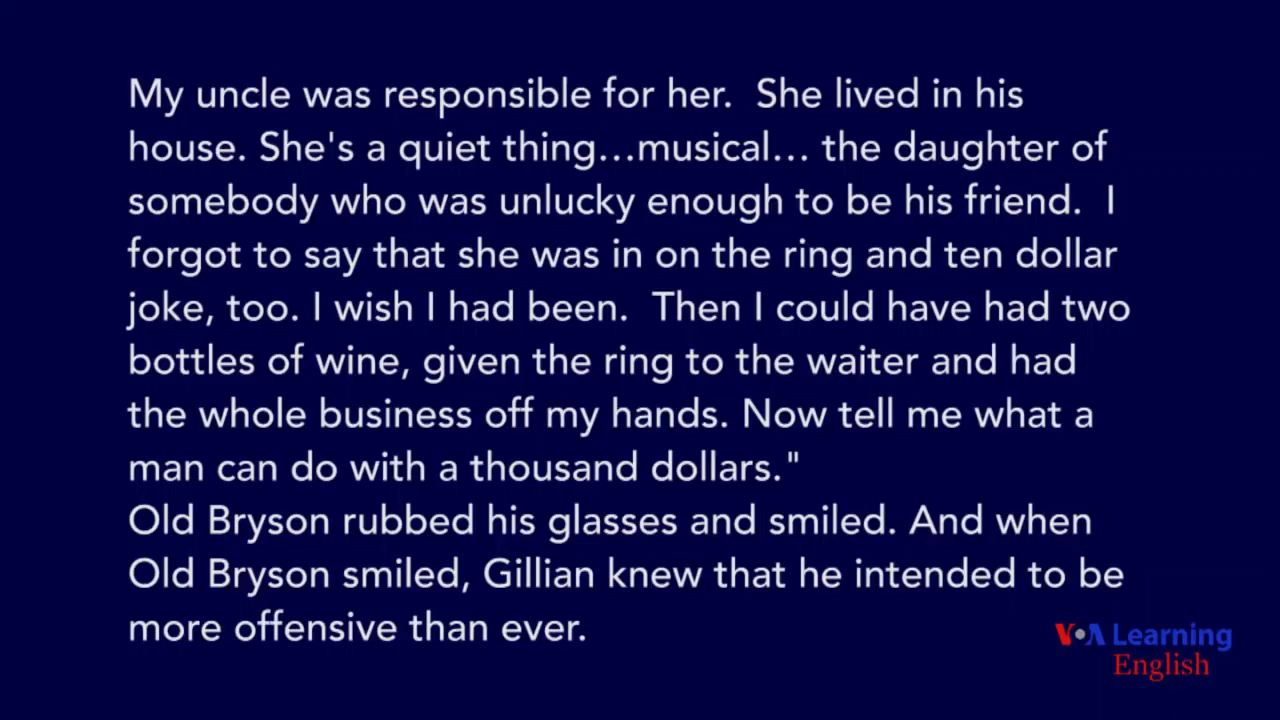 My uncle was responsible for her.  She lived in his
house. She's a quiet thing...musical... the daughter of
somebody who was unlucky enough to be his friend.  I
forgot to say that she was in on the ring and ten dollar
joke, too. I wish I had been.  Then I could have had two
bottles of wine, given the ring to the waiter and had
the whole business off my hands. Now tell me what a
man can do with a thousand dollars."
Old Bryson rubbed his glasses and smiled. And when
Old Bryson smiled, Gillian knew that he intended to be
more offensive than ever.
VOA Learning
English